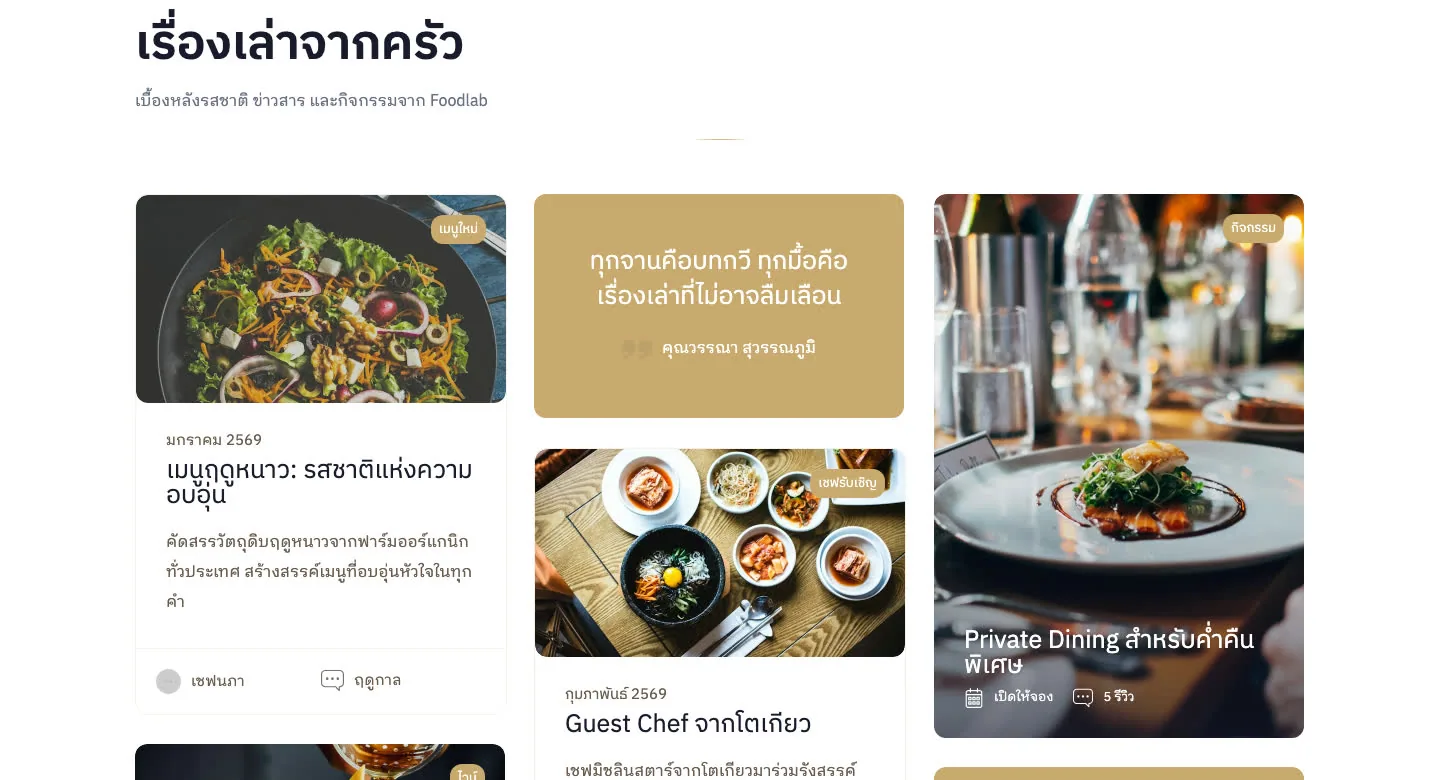 เรื่องเล่าจากครัว
เบื้องหลังรสชาติ ข่าวสาร และกิจกรรมจาก Foodlab
เมนูใหม่
มกราคม 2569
เมนูฤดูหนาว: รสชาติแห่งความ
อบอุ่น
คัดสรรวัตถุดิบฤดูหนาวจากฟาร์มออร์แกนิก
ทั่วประเทศ สร้างสรรค์เมนูที่อบอุ่นหัวใจในทุก
คำ
เชฟนภา
ฤดูกาล
ไวน์
ทุกจานคือบทกวี ทุกมื้อคือ
เรื่องเล่าที่ไม่อาจลืมเลือน
คุณวรรณา สุวรรณภูมิ
เชฟรับเชิญ
กุมภาพันธ์ 2569
Guest Chef จากโตเกียว
เชฟมิชลินสตาร์จากโตเกียวมาร่วมรังสรรค์
กิจกรรม
Private Dining สำหรับค่ำคืน
พิเศษ
เปิดให้จอง
5 รีวิว